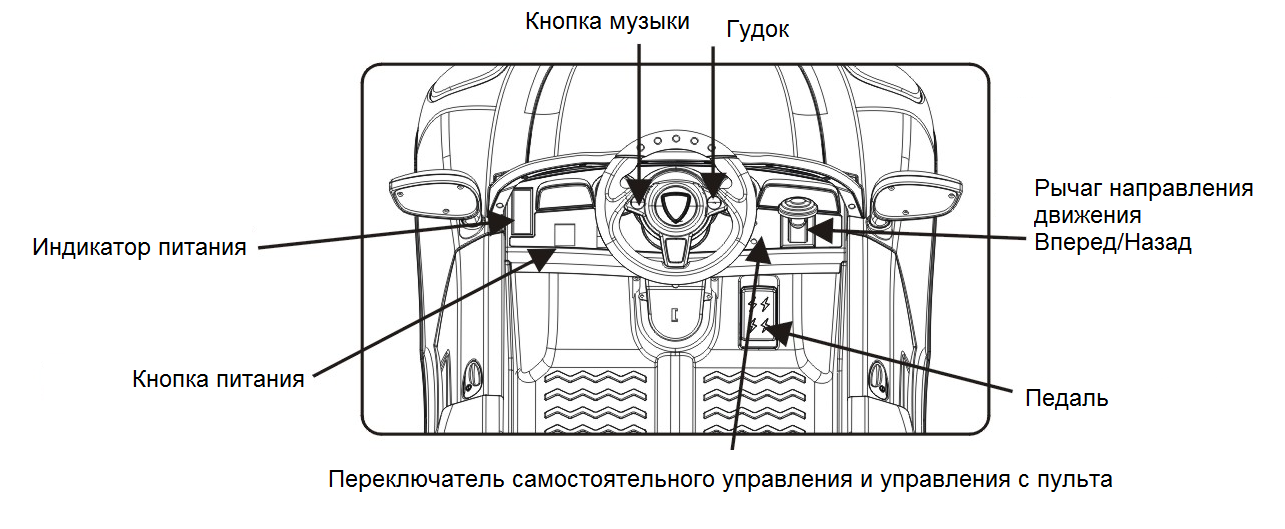 Кнопка музыки
Гудок
Рычаг направления
движения
Вперед/Назад
Индикатор питания
Кнопка питания
Педаль
Переключатель самостоятельного управления и управления с пульта